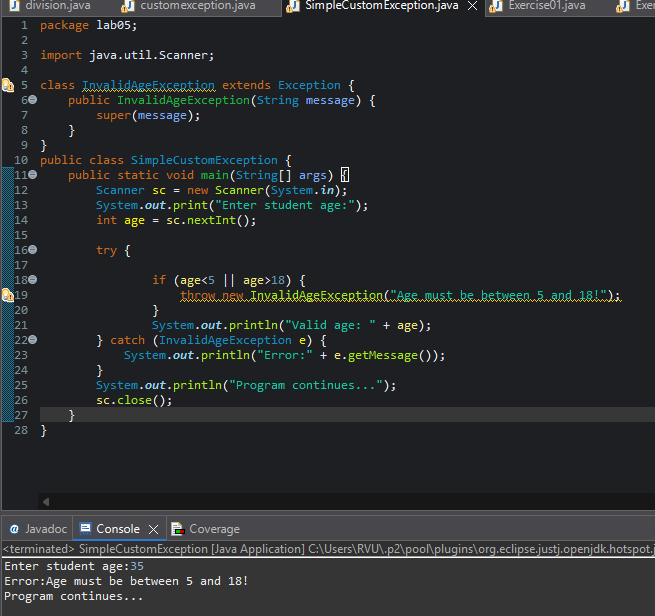 division.java customexception.java SimpleCustomException.java Exercise01.java Exer
1 package lab05;
2
3 import java.util.Scanner;
4
5 class InvalidAgeException extends Exception {
6 public InvalidAgeException(String message) {
7 super(message);
8 }
9 }
10 public class SimpleCustomException {
11 public static void main(String[] args) {
12 Scanner sc = new Scanner(System.in);
13 System.out.print("Enter student age:");
14 int age = sc.nextInt();
15
16 try {
17
18 if (age<5 || age>18) {
19 throw new InvalidAgeException("Age must be between 5 and 18!");
20 }
21 System.out.println("Valid age: " + age);
22 } catch (InvalidAgeException e) {
23 System.out.println("Error:" + e.getMessage());
24 }
25 System.out.println("Program continues...");
26 sc.close();
27 }
28 }
@ Javadoc Console Coverage
<terminated> SimpleCustomException [Java Application] C:\Users\RVU\.p2\pool\plugins\org.eclipse.justj.openjdk.hotspot.j
Enter student age:35
Error:Age must be between 5 and 18!
Program continues...